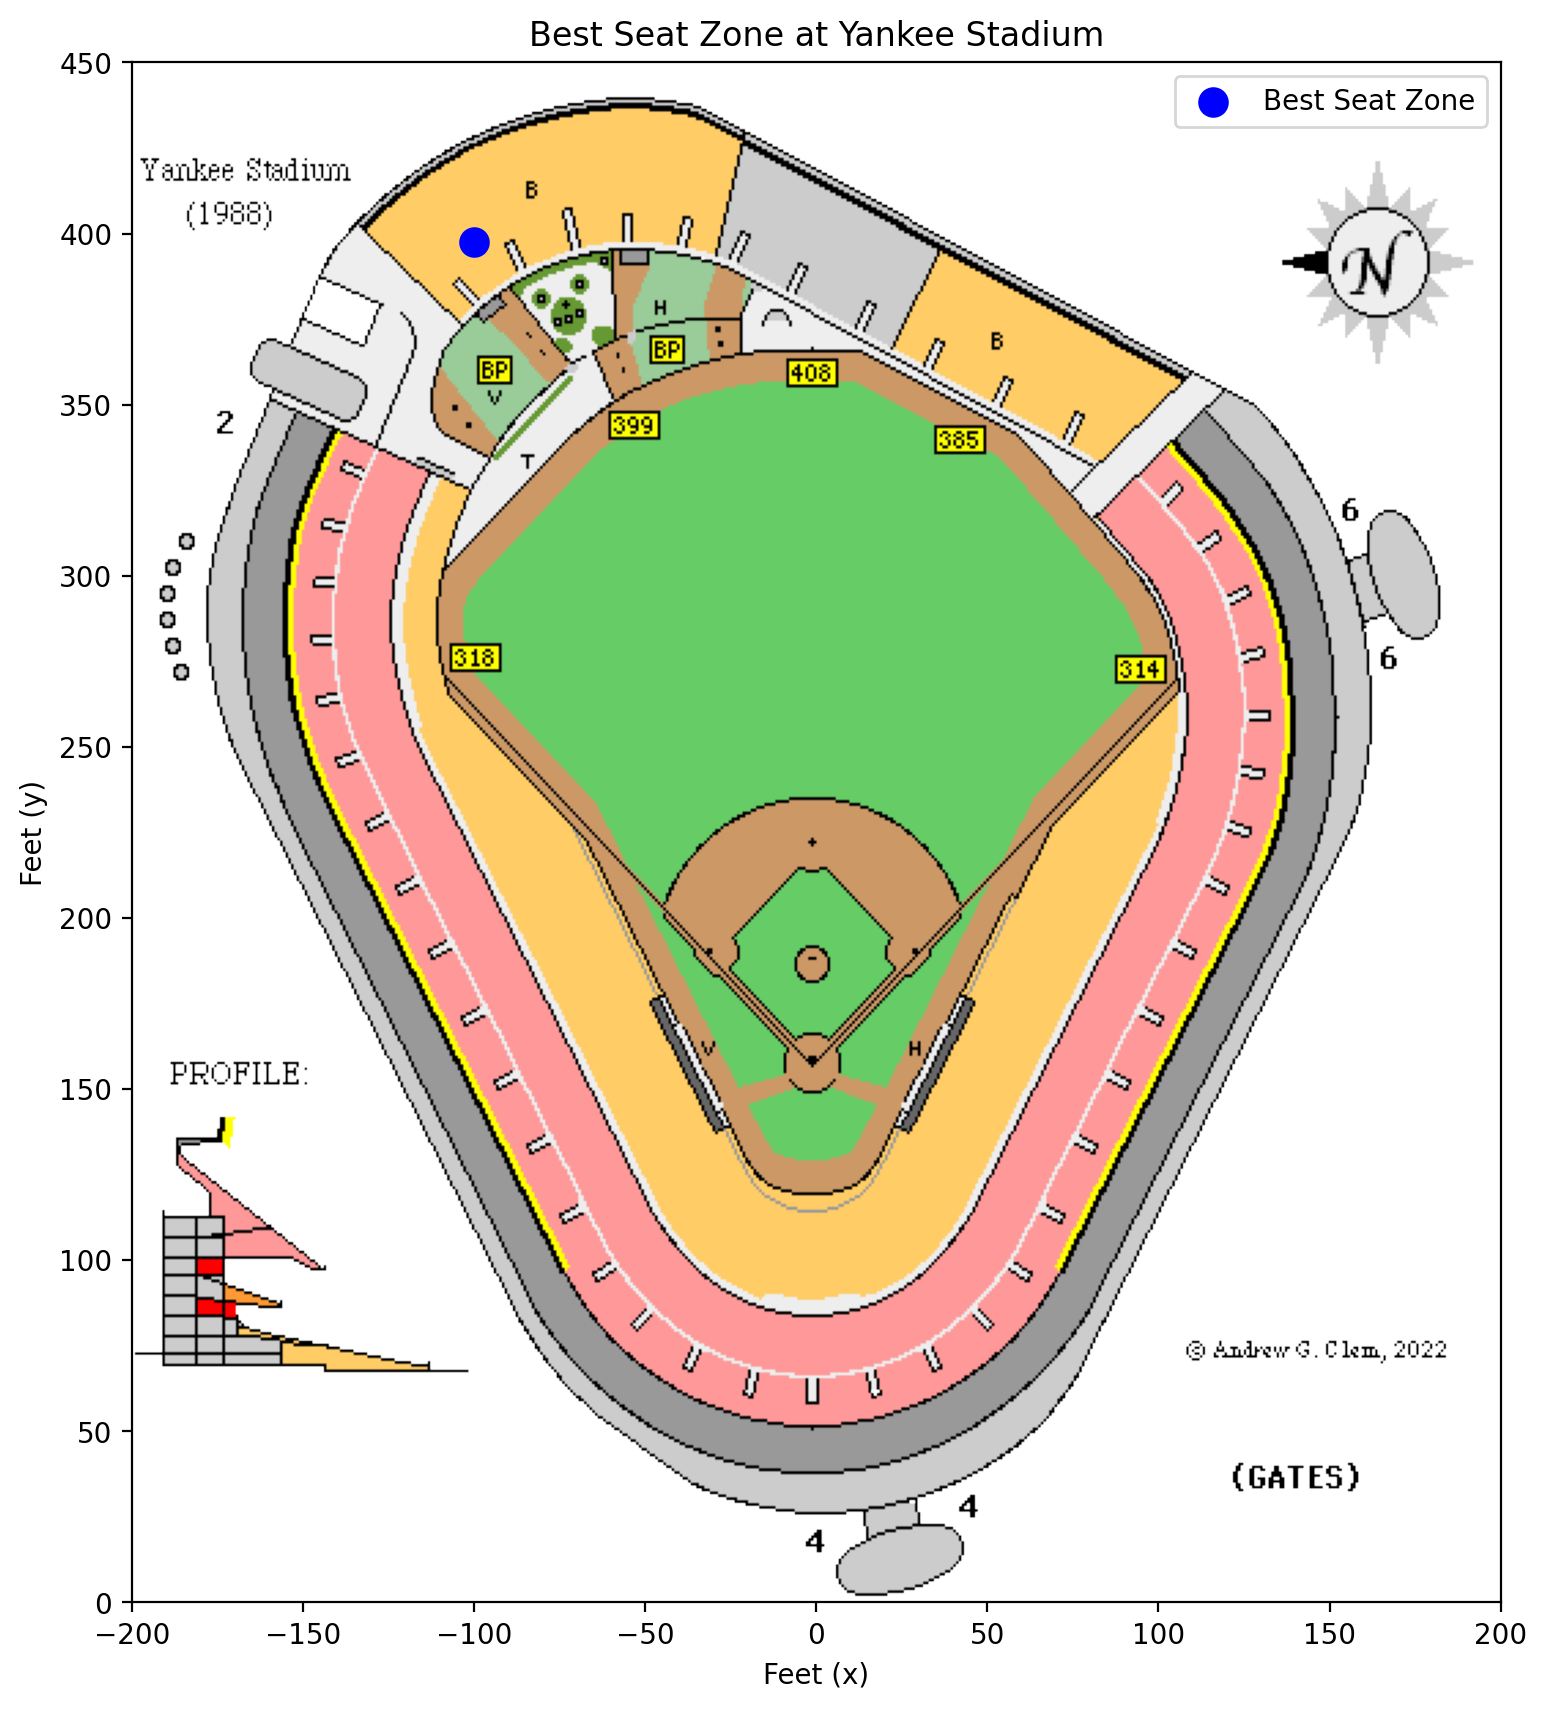 Best Seat Zone at Yankee Stadium
450
Best Seat Zone
Yankee Stadium
(1988)
B
N
400
H
B
BP
BP
408
V
350
399
385
2
T
6
300
318
314
6
250
Feet (y)
200
V
H
PROFILE:
150
100
© Andrew G. Clem, 2022
50
(GATES)
4
4
0
−200
−150
−100
−50
0
50
100
150
200
Feet (x)